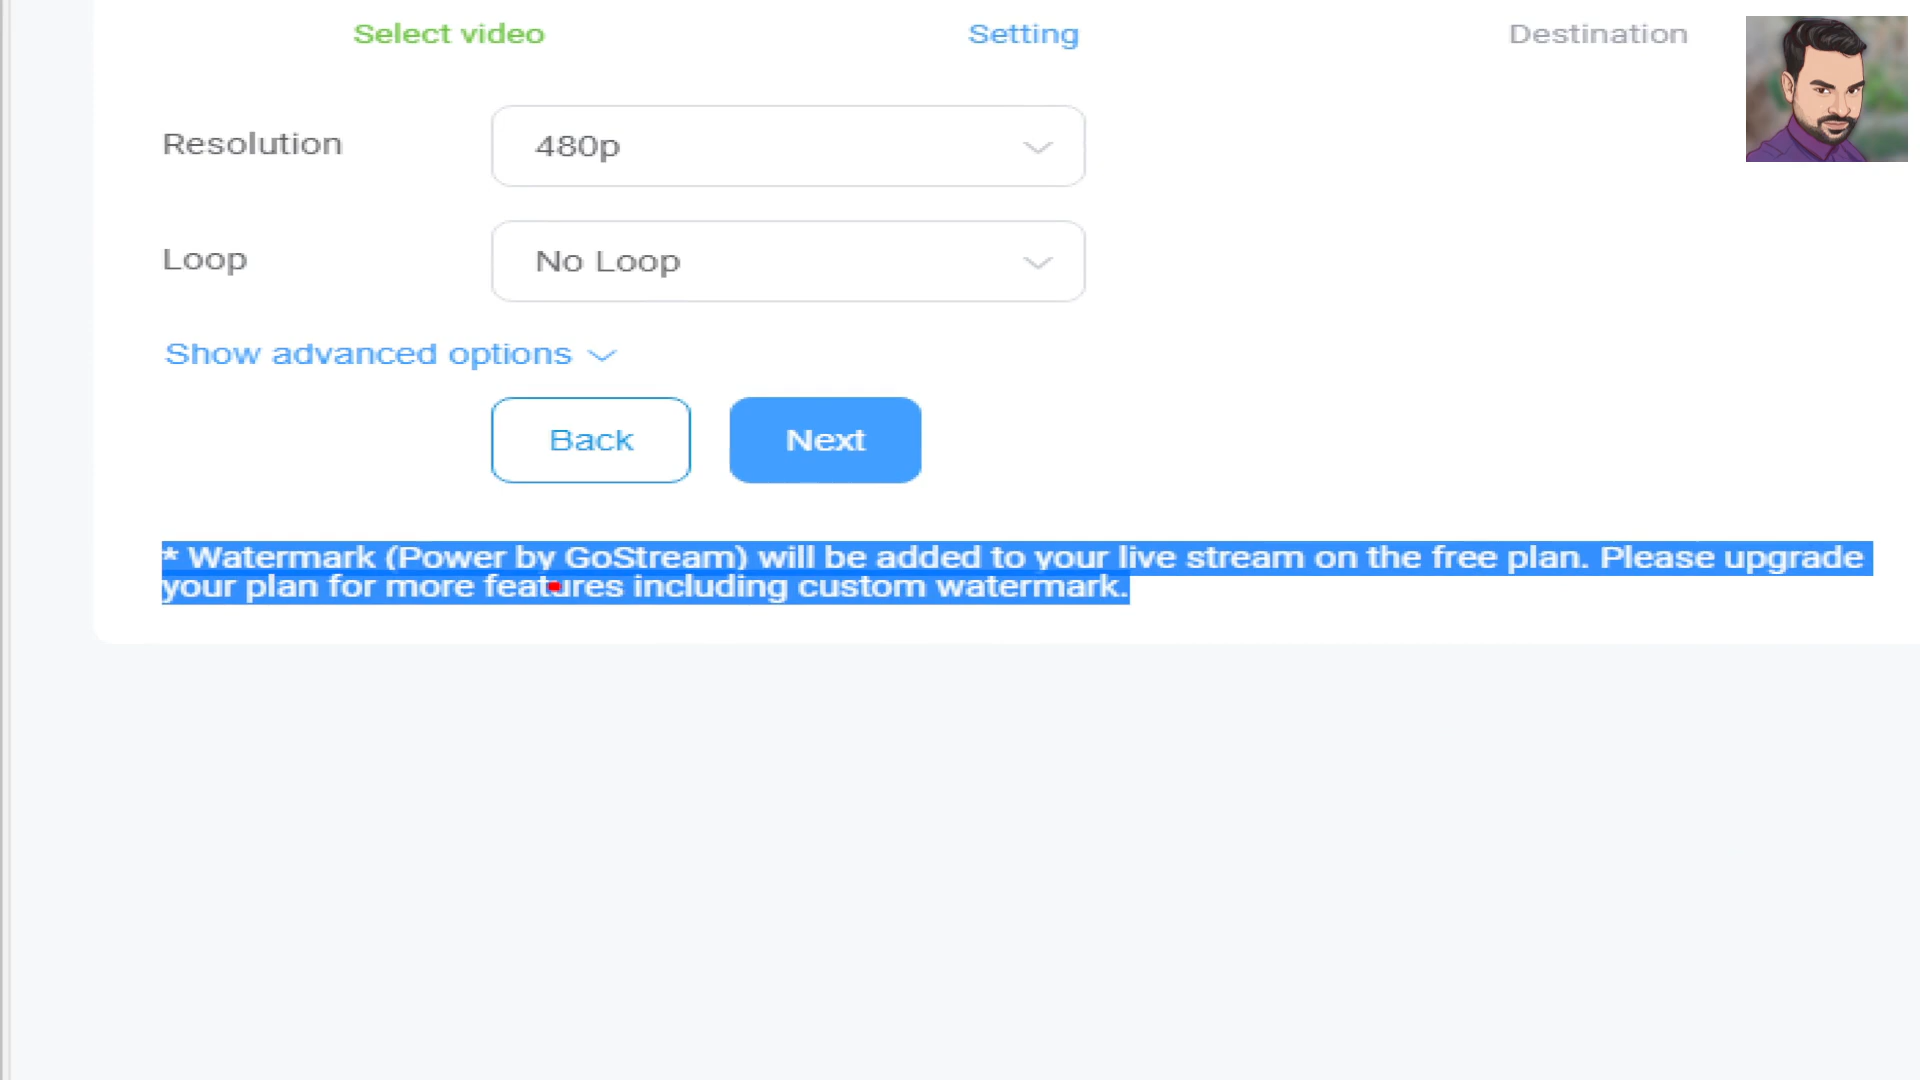 Select video
Setting
Destination
Resolution
480p
Loop
No Loop
Show advanced options
Back
Next
* Watermark (Power by GoStream) will be added to your live stream on the free plan. Please upgrade
your plan for more features including custom watermark.